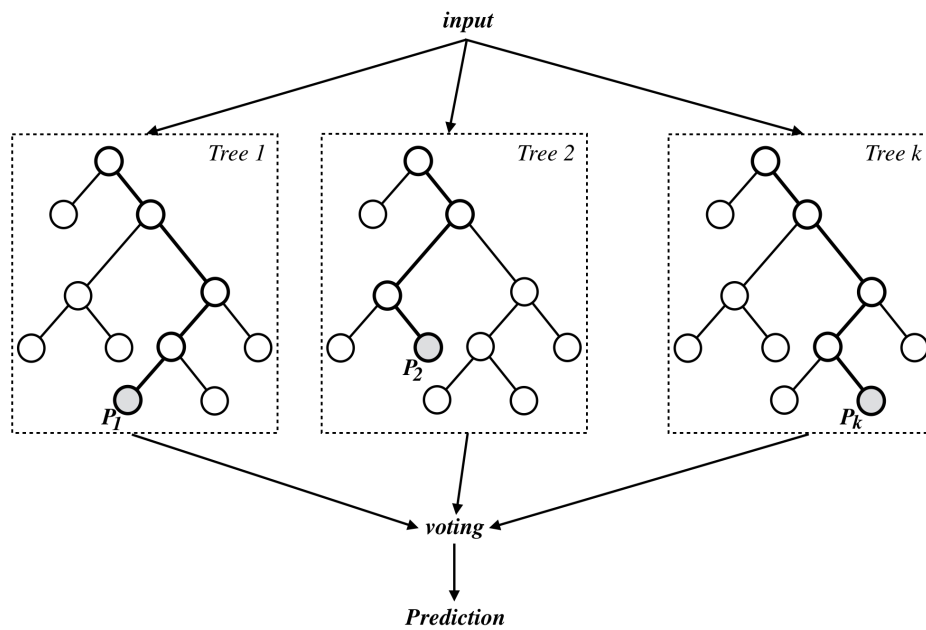 input
Tree 1
Tree 2
Tree k
P1
P2
Pk
voting
Prediction